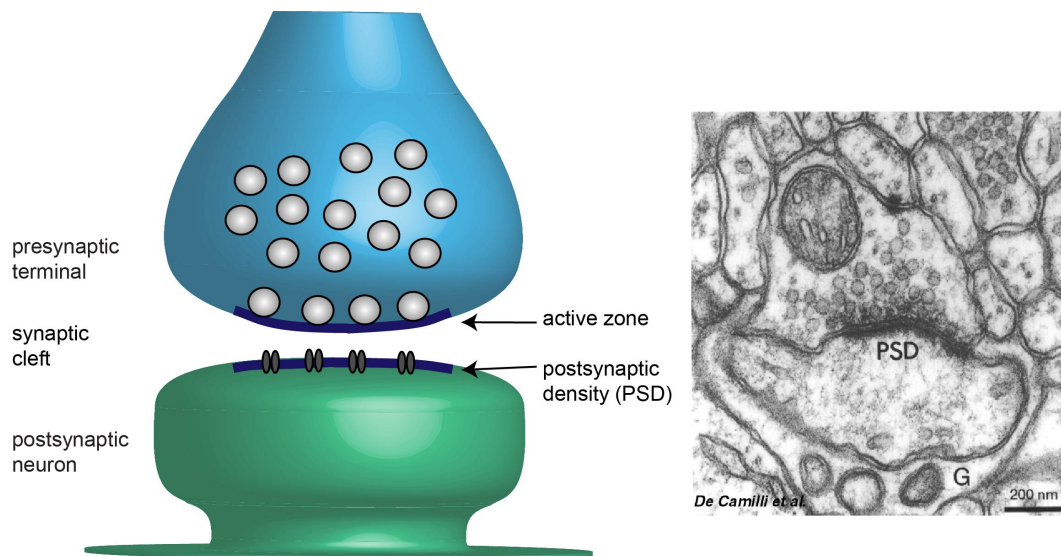 presynaptic
terminal
synaptic
cleft
postsynaptic
neuron
active zone
postsynaptic
density (PSD)
PSD
G
De Camilli et al.
200 nm